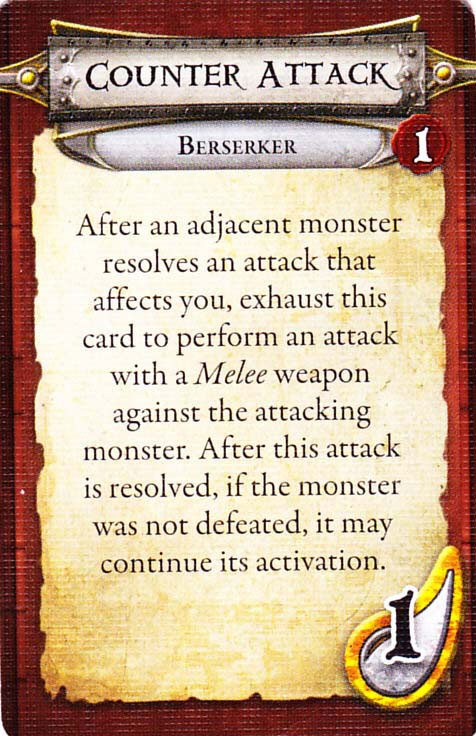 Counter Attack
Berserker
1
After an adjacent monster
resolves an attack that
affects you, exhaust this
card to perform an attack
with a Melee weapon
against the attacking
monster. After this attack
is resolved, if the monster
was not defeated, it may
continue its activation.
1